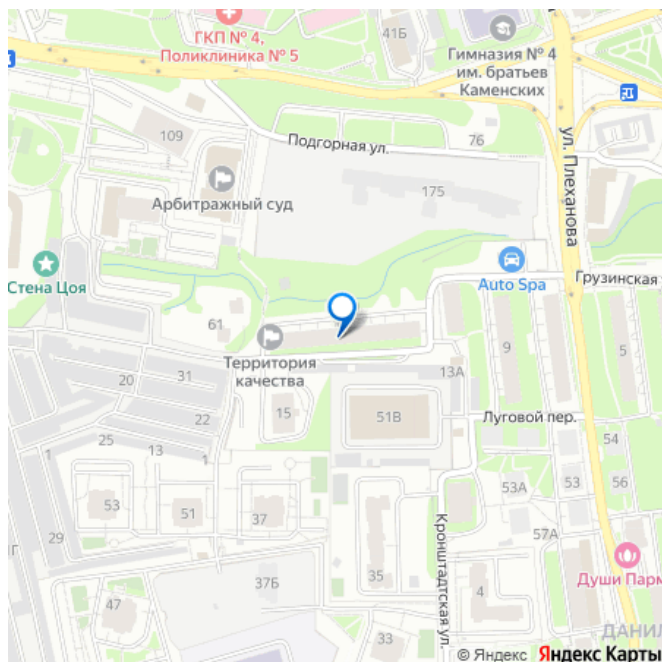 ГКП № 4,
Поликлиника № 5
41Б
Гимназия № 4
им. братьев
Каменских
109
Подгорная ул.
76
ул. Плеханова
Арбитражный суд
175
Стена Цоя
Auto Spa
Грузинская
61
Территория
качества
9
5
20
31
13А
22
15
51В
Луговой пер.
25
13
1
54
53
51
37
53А
56
29
57А
Кронштадтская ул.
37Б
35
4
Души Парм
47
33
ДАНИЛ
© Яндекс Яндекс Карты